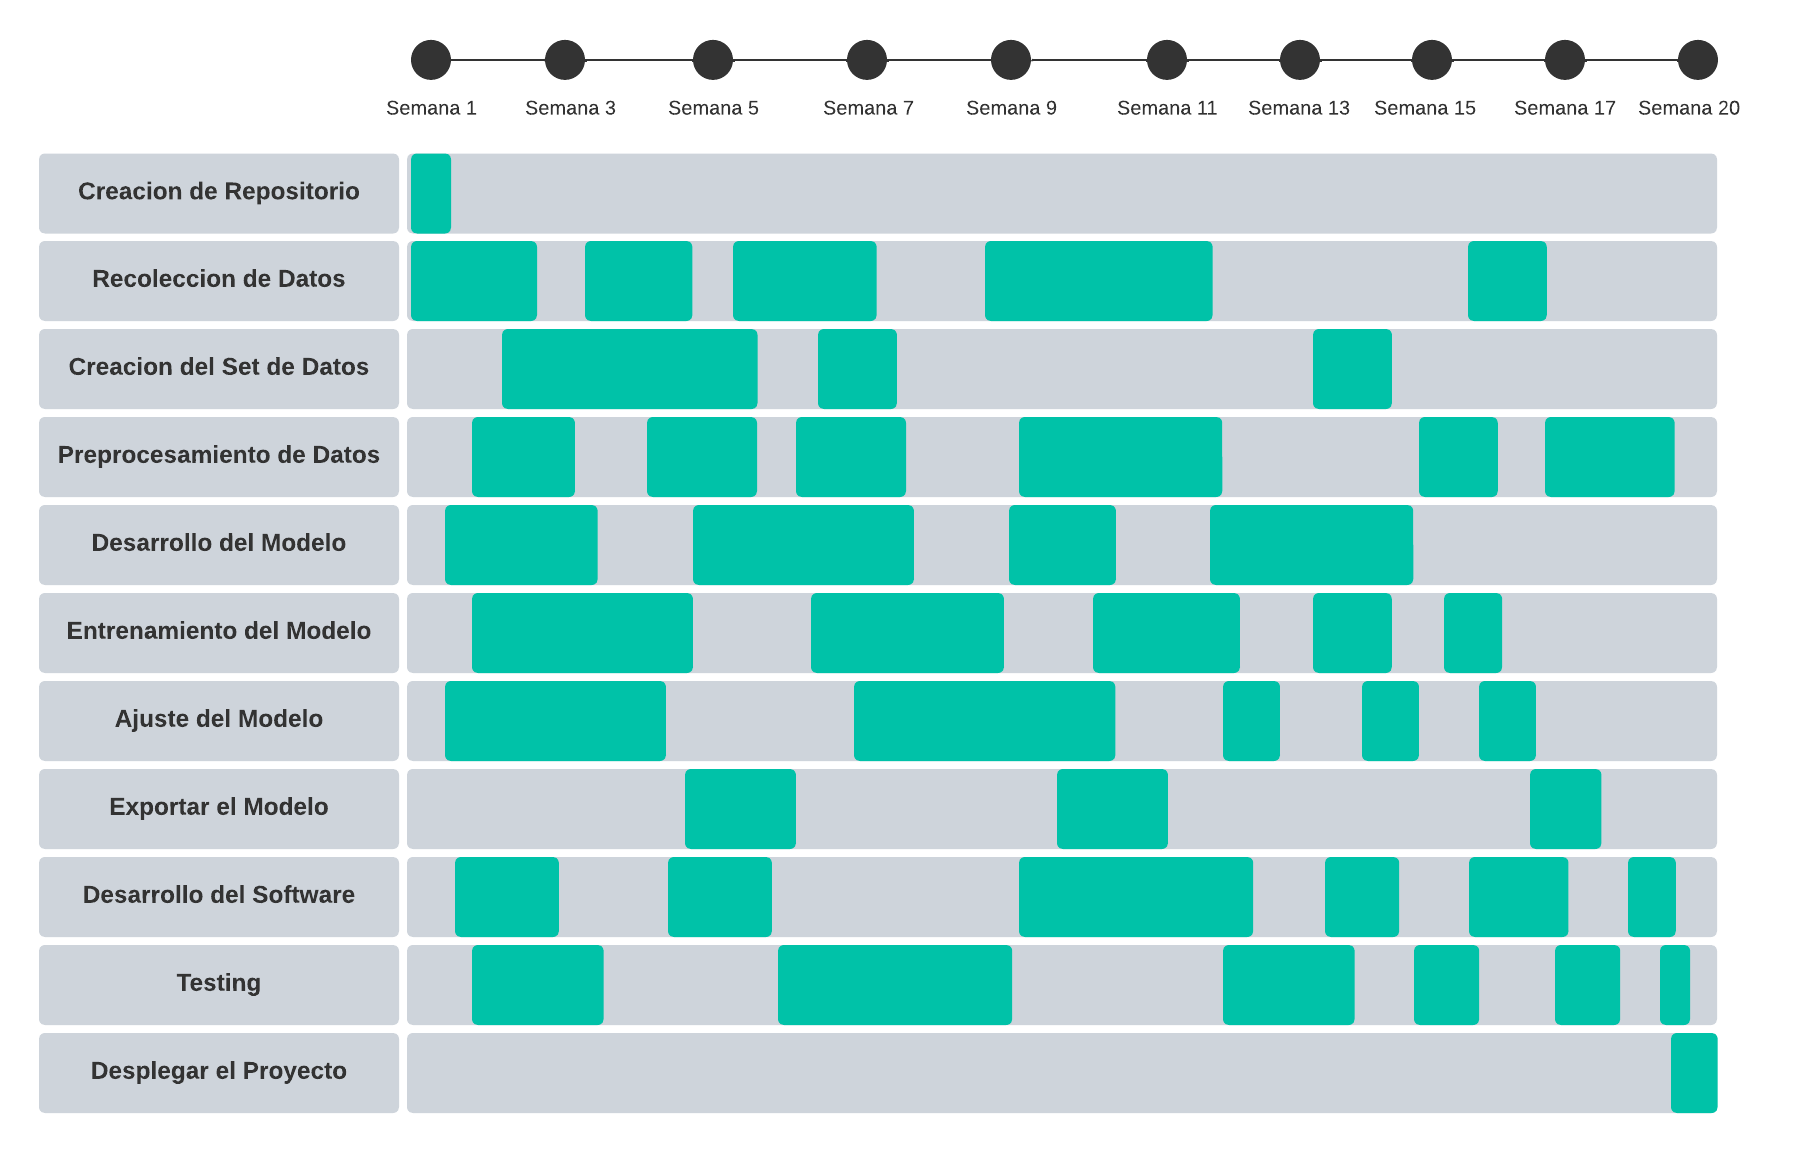 Semana 1
Semana 3
Semana 5
Semana 7
Semana 9
Semana 11
Semana 13
Semana 15
Semana 17
Semana 20
Creacion de Repositorio
Recoleccion de Datos
Creacion del Set de Datos
Preprocesamiento de Datos
Desarrollo del Modelo
Entrenamiento del Modelo
Ajuste del Modelo
Exportar el Modelo
Desarrollo del Software
Testing
Desplegar el Proyecto